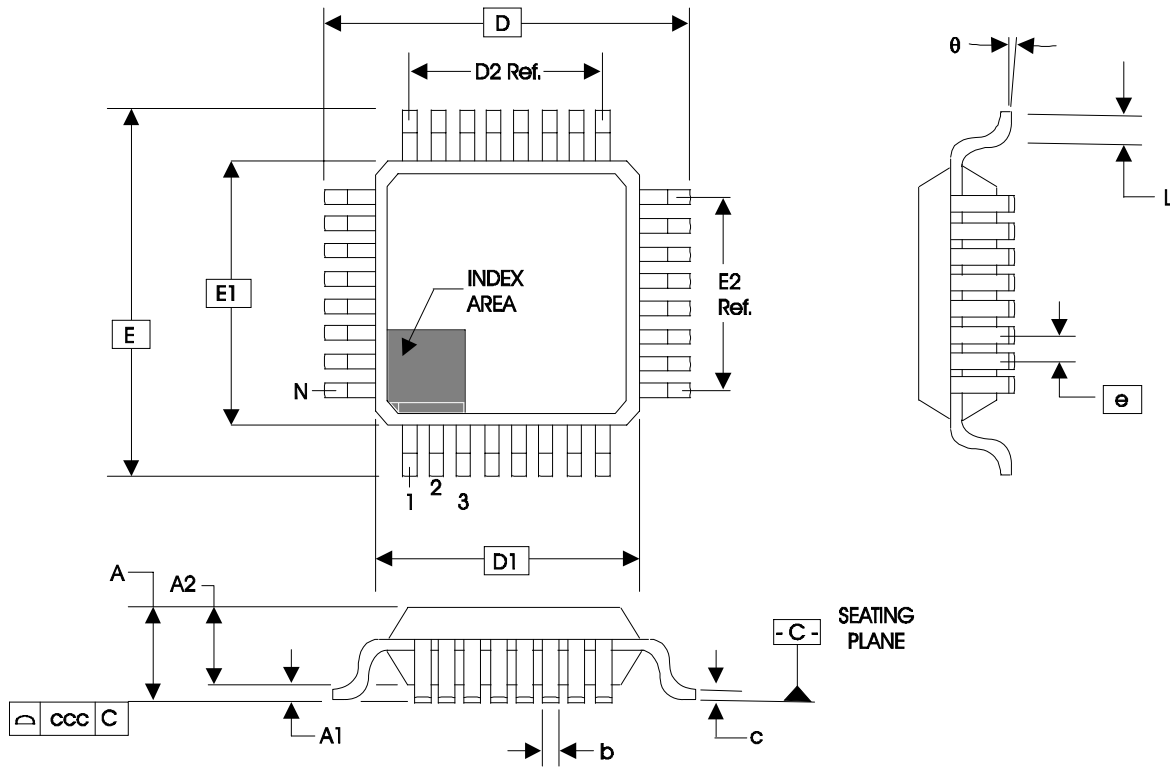 D
D2 Ref.
θ
L
E1
E
INDEX
AREA
E2
Ref.
N
e
1
2
3
D1
A
A2
- C -
SEATING
PLANE
ccc C
A1
b
c